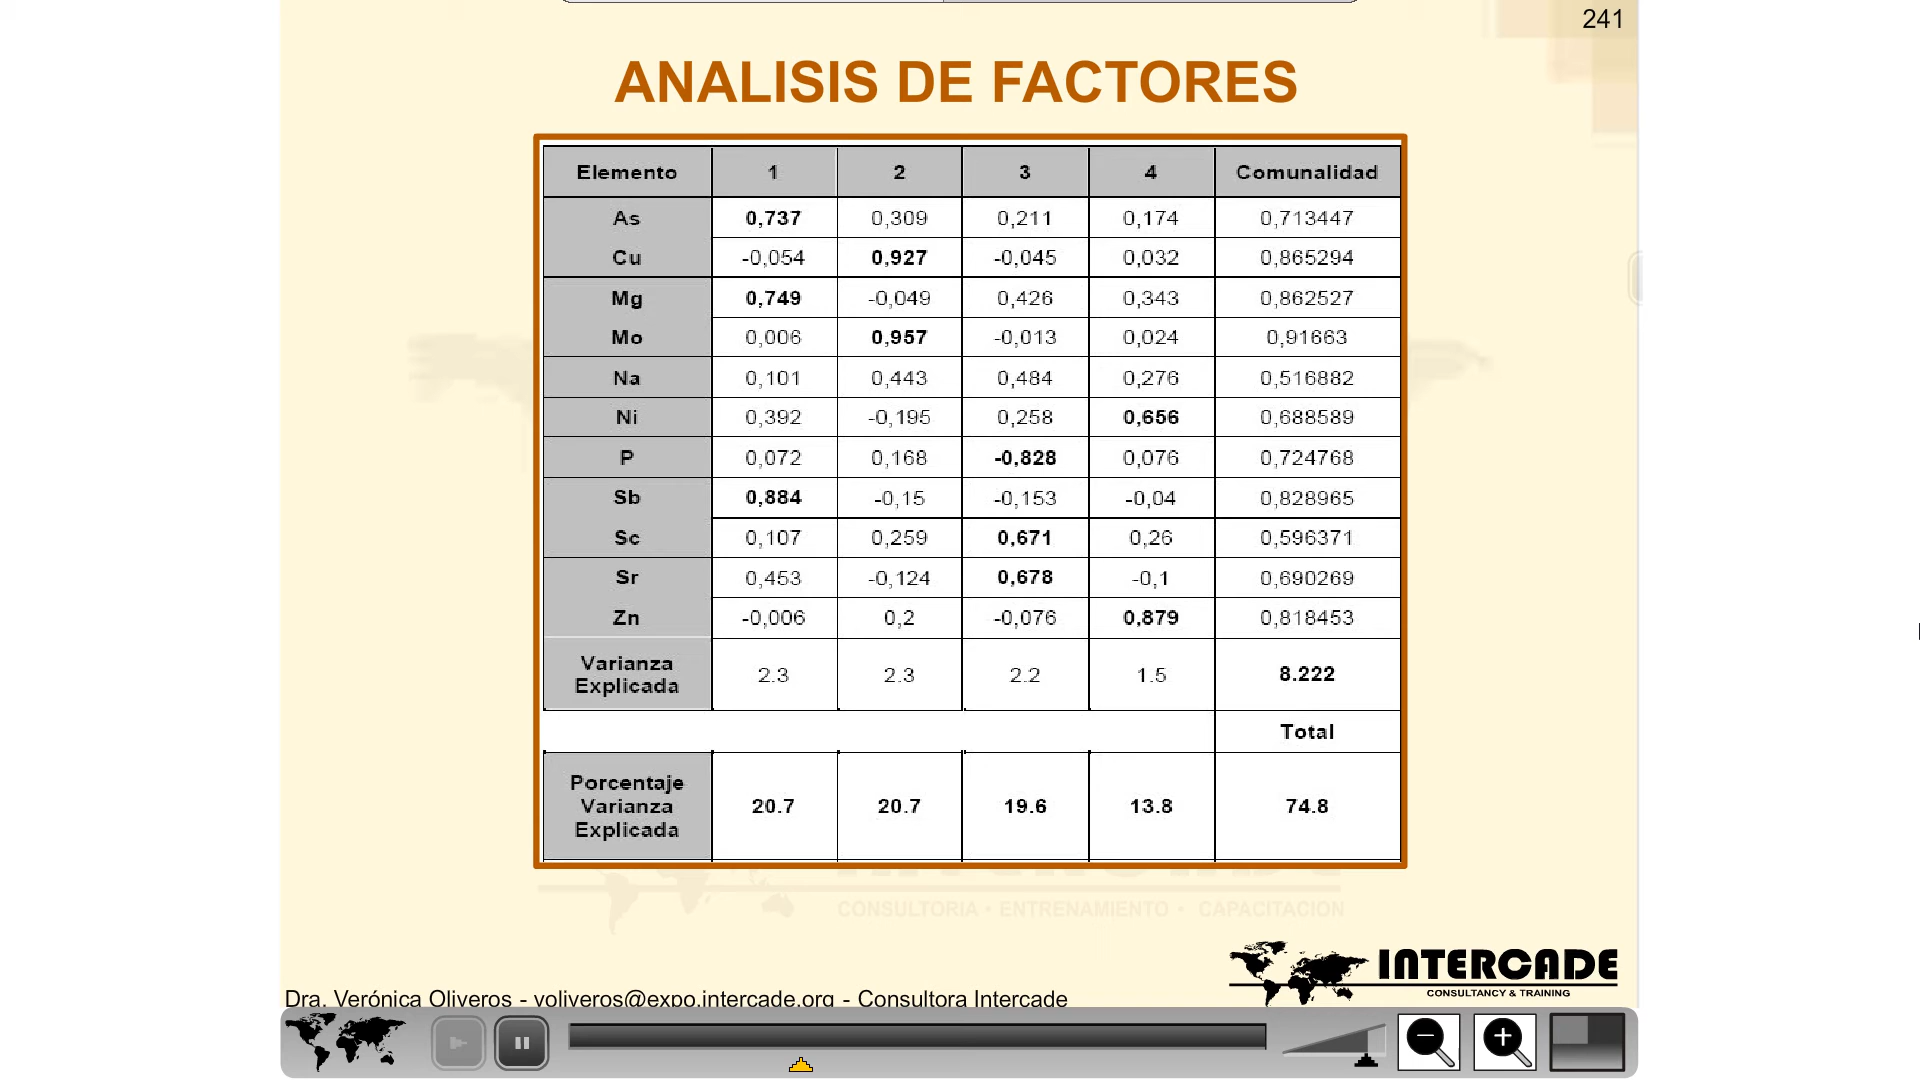 241
ANALISIS DE FACTORES
Elemento 1 2 3 4 Comunalidad
As 0,737 0,309 0,211 0,174 0,713447
Cu -0,054 0,927 -0,045 0,032 0,865294
Mg 0,749 -0,049 0,426 0,343 0,862527
Mo 0,006 0,957 -0,013 0,024 0,91663
Na 0,101 0,443 0,484 0,276 0,516882
Ni 0,392 -0,195 0,258 0,656 0,688589
P 0,072 0,168 -0,828 0,076 0,724768
Sb 0,884 -0,15 -0,153 -0,04 0,828965
Sc 0,107 0,259 0,671 0,26 0,596371
Sr 0,453 -0,124 0,678 -0,1 0,690269
Zn -0,006 0,2 -0,076 0,879 0,818453
Varianza
Explicada 2.3 2.3 2.2 1.5 8.222
Total
Porcentaje
Varianza 20.7 20.7 19.6 13.8 74.8
Explicada
CONSULTORIA • ENTRENAMIENTO • CAPACITACION
INTERCADE
CONSULTANCY & TRAINING
Dra. Verónica Oliveros - voliveros@expo.intercade.org - Consultora Intercade